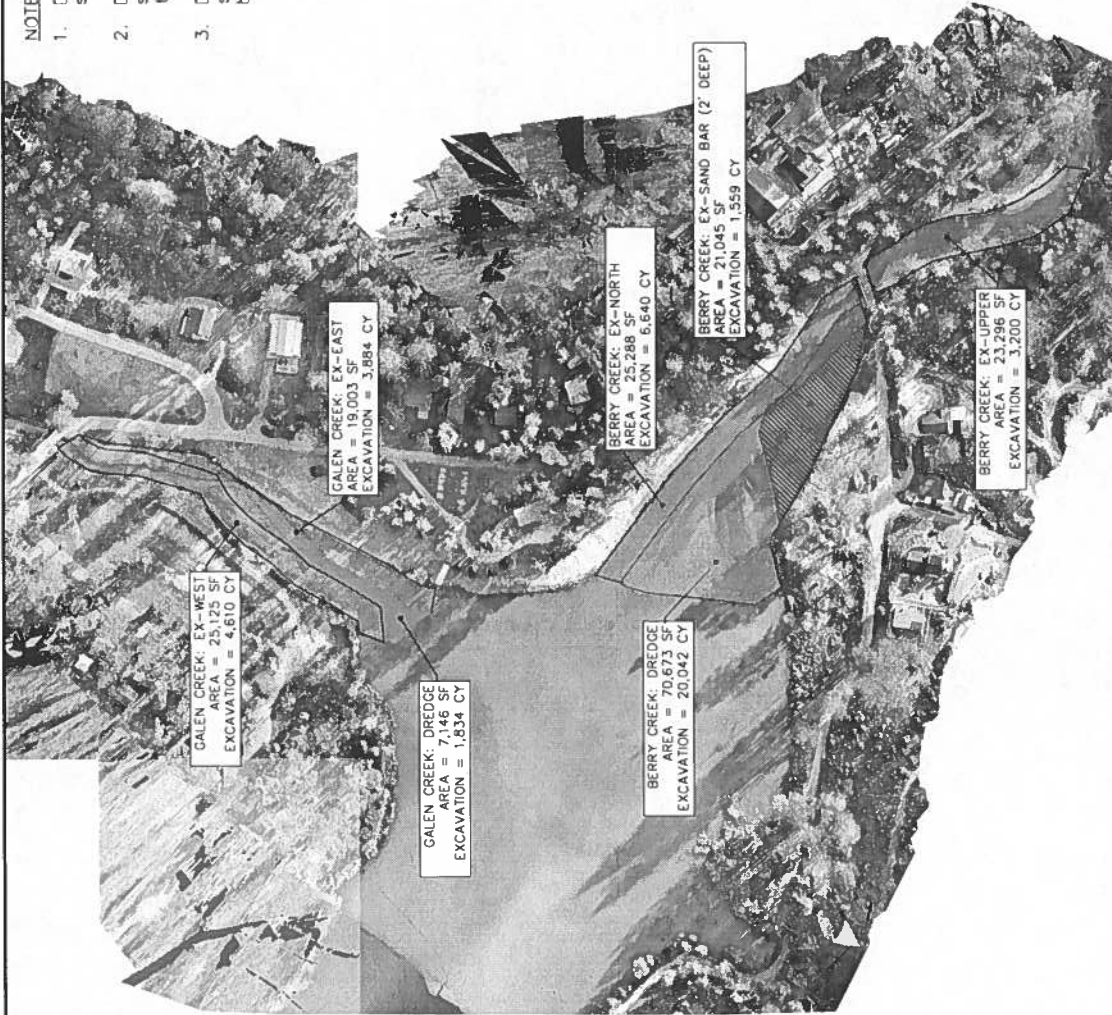 NOTE
1.
2.
3.
GALEN CREEK: EX-WEST
AREA = 25,125 SF
EXCAVATION = 4,610 CY
GALEN CREEK: EX-EAST
AREA = 19,003 SF
EXCAVATION = 3,884 CY
GALEN CREEK: DREDGE
AREA = 7,146 SF
EXCAVATION = 1,834 CY
BERRY CREEK: EX-NORTH
AREA = 25,288 SF
EXCAVATION = 6,640 CY
BERRY CREEK: EX-SAND BAR (2' DEEP)
AREA = 21,045 SF
EXCAVATION = 1,559 CY
BERRY CREEK: DREDGE
AREA = 70,673 SF
EXCAVATION = 20,042 CY
BERRY CREEK: EX-UPPER
AREA = 23,296 SF
EXCAVATION = 3,200 CY